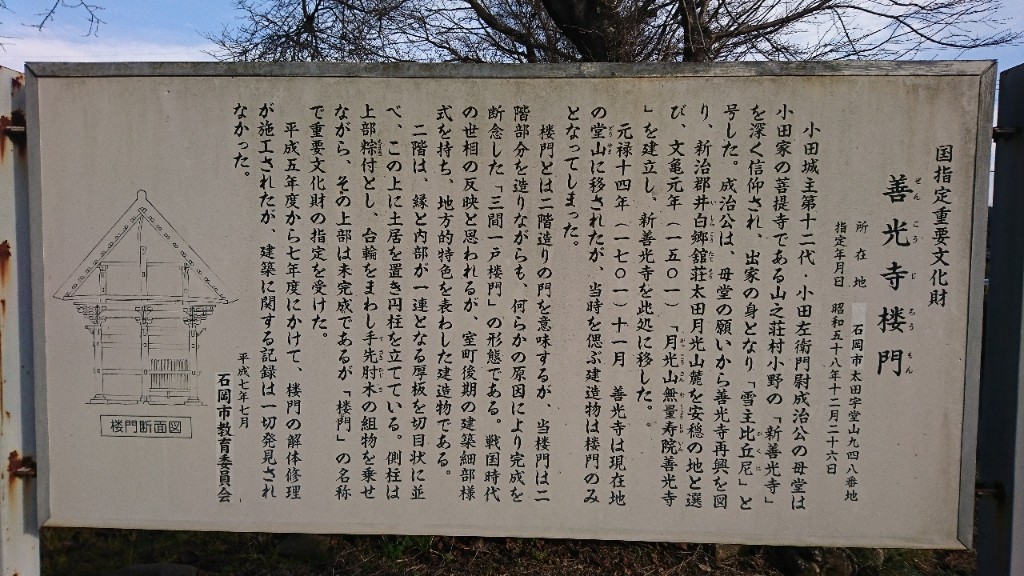 国指定重要文化財
善光寺楼門
ぜんこうじろうもん
所在地 石岡市太田字堂山九四八番地
指定年月日 昭和五十八年十二月二十六日
小田城主第十二代・小田左衛門尉成治公の母堂は
小田家の菩提寺である山之荘村小野の「新善光寺」
を深く信仰され、出家の身となり「雪主比丘尼」と
号した。成治公は、母堂の願いから善光寺再興を図
り、新治郡井白郷舘荘太田月光山麓を安穏の地と選
び、文亀元年（一五〇一）「月光山無量寿院善光寺
」を建立し、新善光寺を此処に移した。
元禄十四年（一七〇一）十一月 善光寺は現在地
の堂山に移されたが、当時を偲ぶ建造物は楼門のみ
となってしまった。
楼門とは二階造りの門を意味するが、当楼門は二
階部分を造りながらも、何らかの原因により完成を
断念した「三間一戸楼門」の形態である。戦国時代
の世相の反映と思われるが、室町後期の建築細部様
式を持ち、地方的特色を表わした建造物である。
二階は、縁と内部が一連となる厚板を切目状に並
べ、この上に土居を置き円柱を立てている。側柱は
上部粽付とし、台輪をまわし手先肘木の組物を乗せ
ながら、その上部は未完成であるが「楼門」の名称
で重要文化財の指定を受けた。
平成五年度から七年度にかけて、楼門の解体修理
が施工されたが、建築に関する記録は一切発見され
なかった。
平成七年七月
石岡市教育委員会
楼門断面図